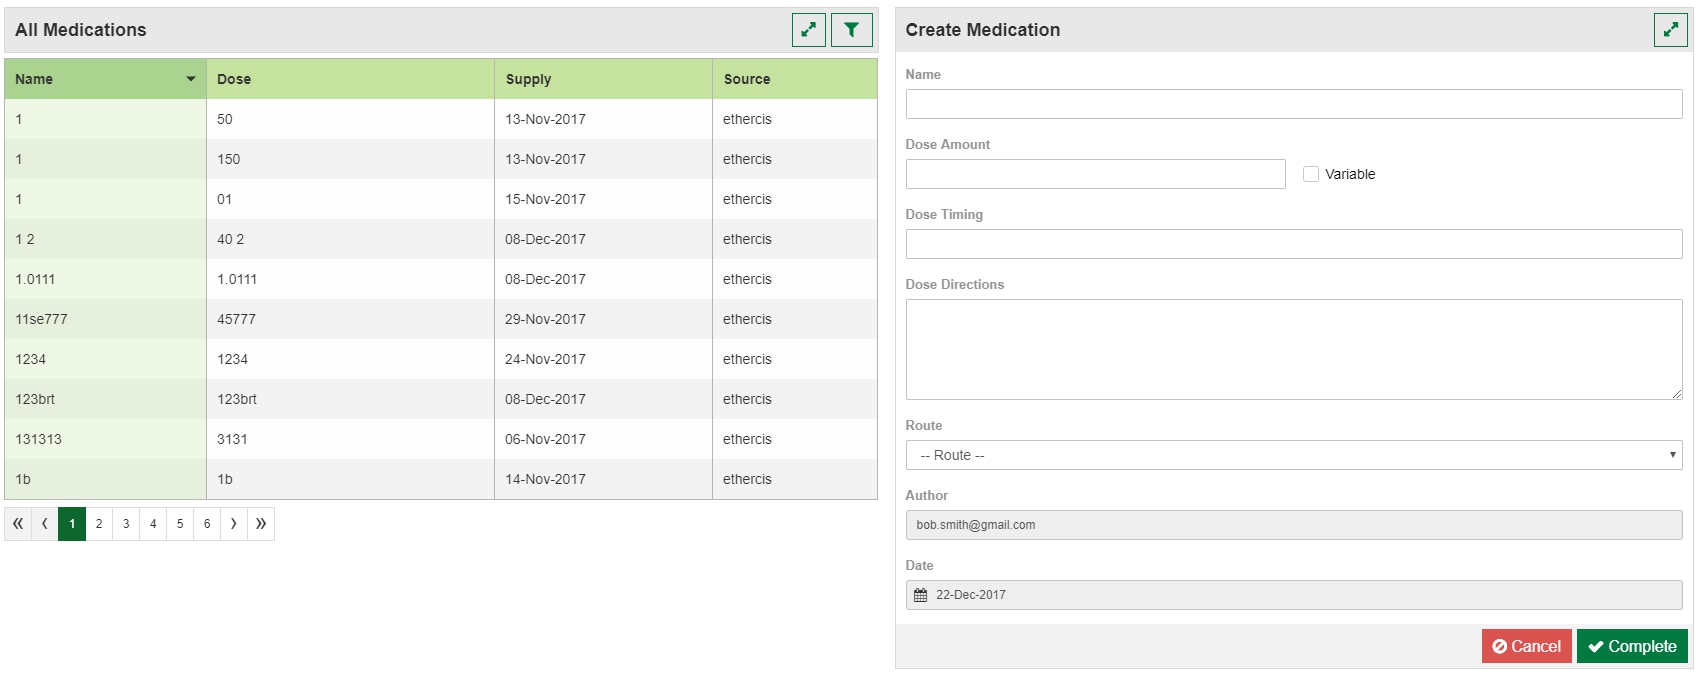 All Medications
Name Dose Supply Source
1 50 13-Nov-2017 ethercis
1 150 13-Nov-2017 ethercis
1 01 15-Nov-2017 ethercis
1 2 40 2 08-Dec-2017 ethercis
1.0111 1.0111 08-Dec-2017 ethercis
11se777 45777 29-Nov-2017 ethercis
1234 1234 24-Nov-2017 ethercis
123brt 123brt 08-Dec-2017 ethercis
131313 3131 06-Nov-2017 ethercis
1b 1b 14-Nov-2017 ethercis
« ‹ 1 2 3 4 5 6 › »
Create Medication
Name
Dose Amount
Variable
Dose Timing
Dose Directions
Route
-- Route --
Author
bob.smith@gmail.com
Date
22-Dec-2017
Cancel Complete